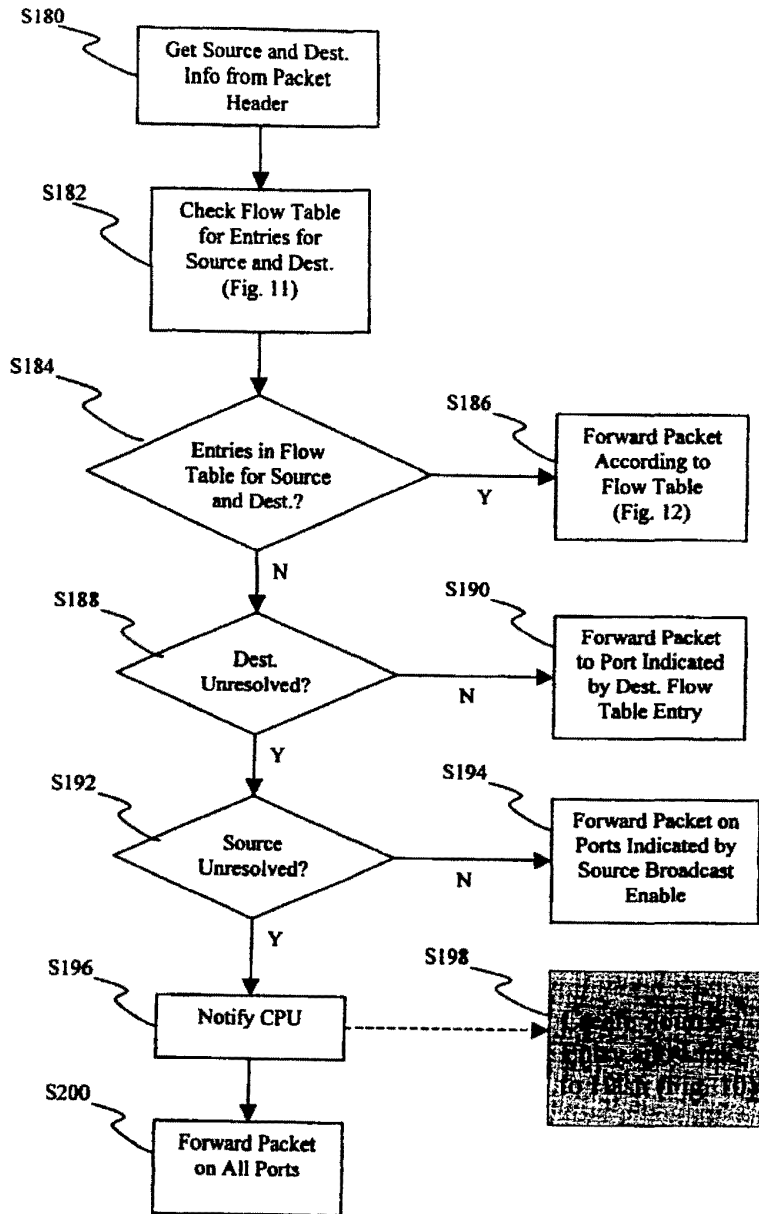 S180
Get Source and Dest.
Info from Packet
Header
S182
Check Flow Table
for Entries for
Source and Dest.
(Fig. 11)
S184
Entries in Flow
Table for Source
and Dest.?
Y
N
S186
Forward Packet
According to
Flow Table
(Fig. 12)
S188
Dest.
Unresolved?
N
Y
S190
Forward Packet
to Port Indicated
by Dest. Flow
Table Entry
S192
Source
Unresolved?
N
Y
S194
Forward Packet on
Ports Indicated by
Source Broadcast
Enable
S196
Notify CPU
S198
to Hash (Fig. 10)
S200
Forward Packet
on All Ports